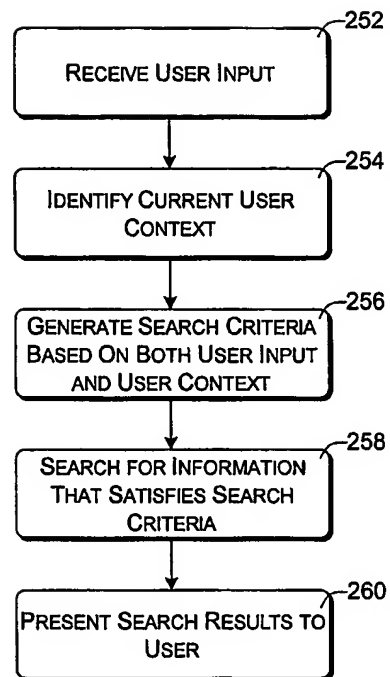 252
RECEIVE USER INPUT
254
IDENTIFY CURRENT USER
CONTEXT
256
GENERATE SEARCH CRITERIA
BASED ON BOTH USER INPUT
AND USER CONTEXT
258
SEARCH FOR INFORMATION
THAT SATISFIES SEARCH
CRITERIA
260
PRESENT SEARCH RESULTS TO
USER